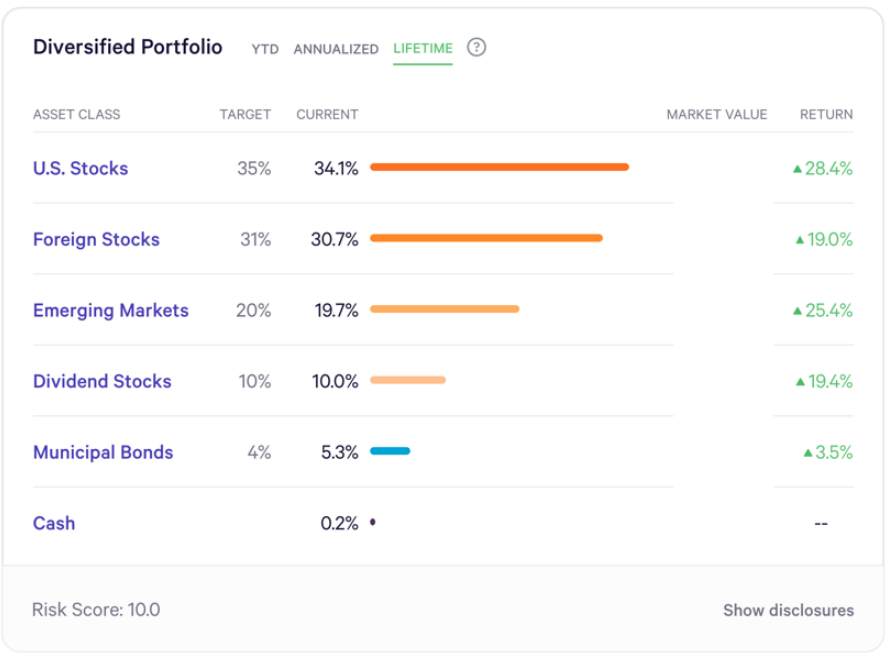 Diversified Portfolio YTD ANNUALIZED LIFETIME ?
ASSET CLASS TARGET CURRENT MARKET VALUE RETURN
U.S. Stocks 35% 34.1% ▲28.4%
Foreign Stocks 31% 30.7% ▲19.0%
Emerging Markets 20% 19.7% ▲25.4%
Dividend Stocks 10% 10.0% ▲19.4%
Municipal Bonds 4% 5.3% ▲3.5%
Cash 0.2% --
Risk Score: 10.0 Show disclosures